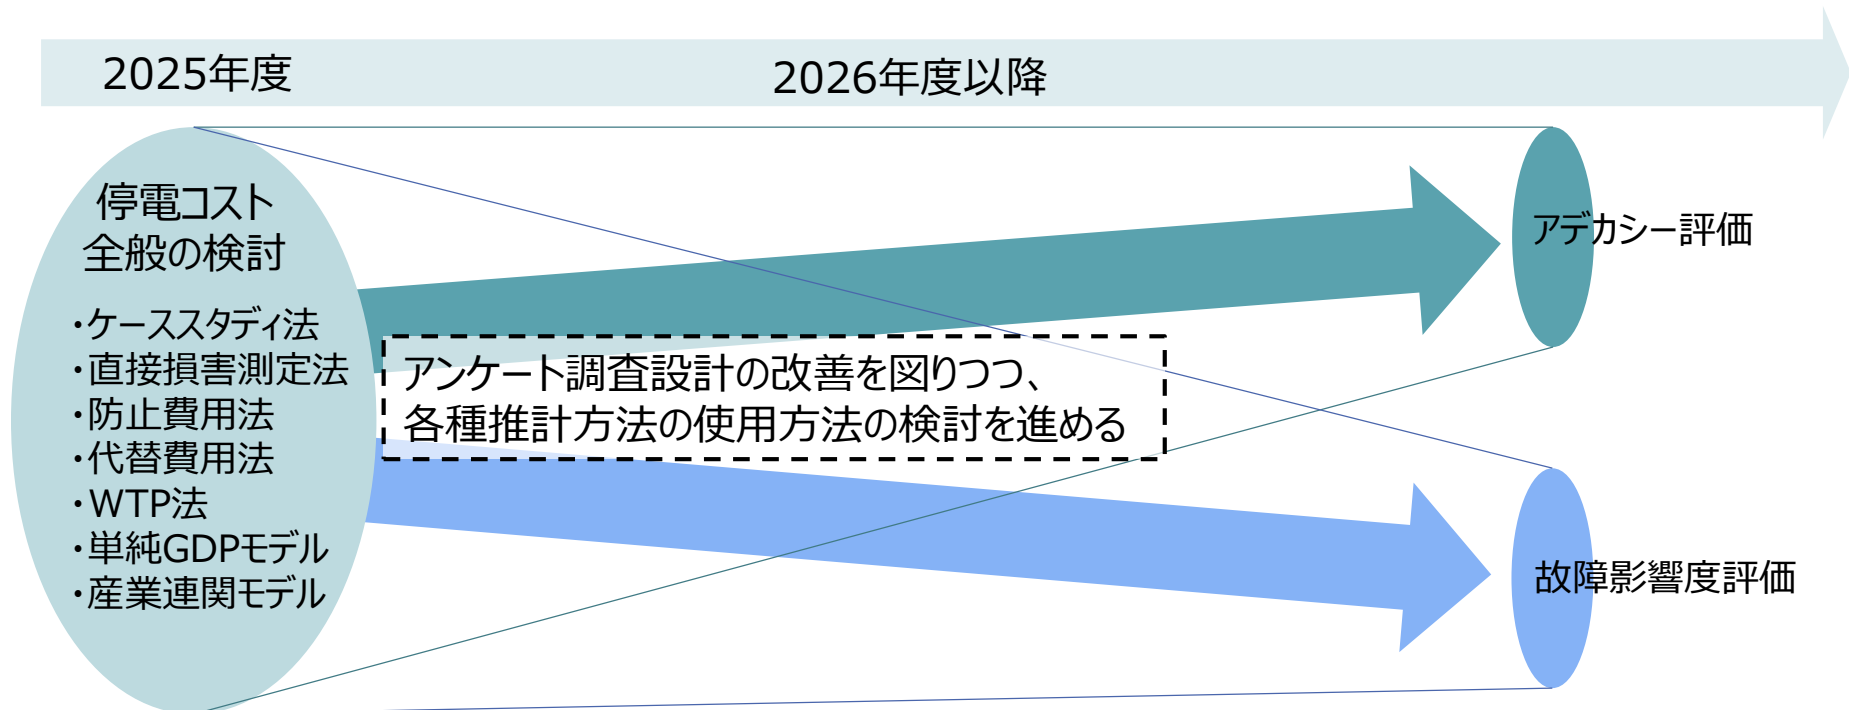 2025年度
2026年度以降
停電コスト
全般の検討
・ケーススタディ法
・直接損害測定法
・防止費用法
・代替費用法
・WTP法
・単純GDPモデル
・産業連関モデル
アンケート調査設計の改善を図りつつ、
各種推計方法の使用方法の検討を進める
アデカシー評価
故障影響度評価